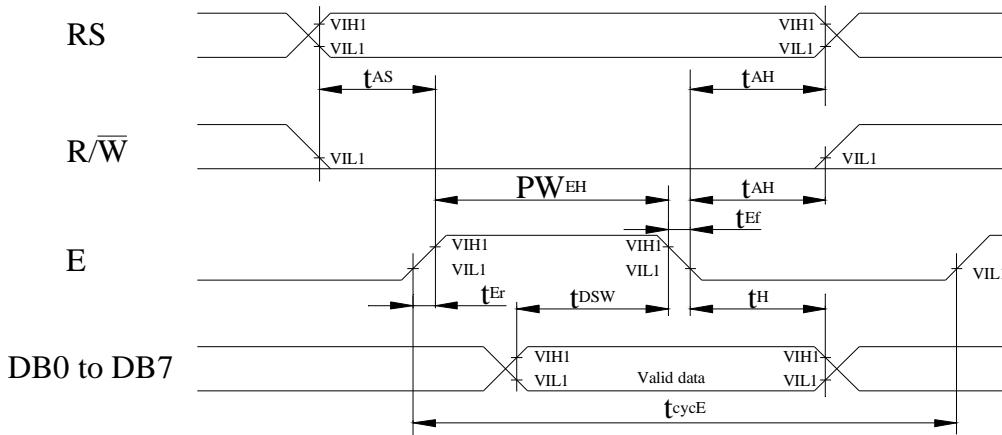 RS
VIH1
VIL1
VIH1
VIL1
tAS
tAH
R/W̅
VIL1
VIL1
PWEH
tAH
tEf
E
VIH1
VIL1
VIH1
VIL1
VIL1
tEr
tDSW
tH
DB0 to DB7
VIH1
VIL1
Valid data
VIH1
VIL1
tcycE